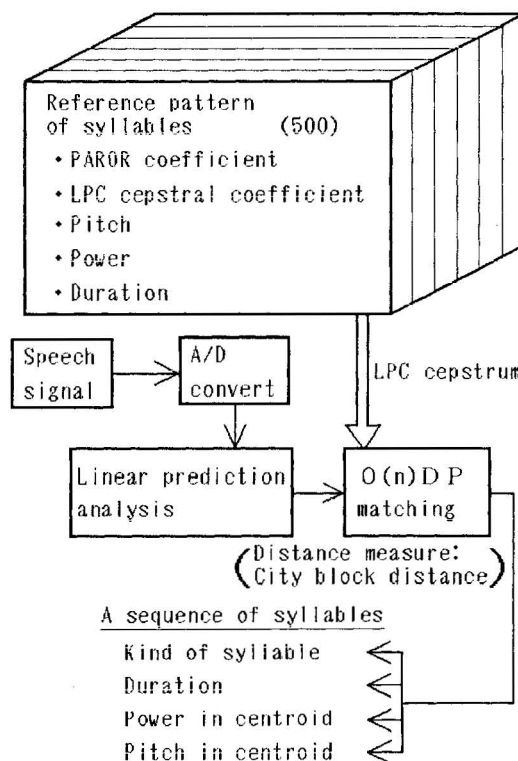 Reference pattern
of syllables (500)
・PAROR coefficient
・LPC cepstral coefficient
・Pitch
・Power
・Duration
Speech
signal
A/D
convert
LPC cepstrum
Linear prediction
analysis
O(n)DP
matching
(Distance measure:
City block distance)
A sequence of syllables
Kind of syllable
Duration
Power in centroid
Pitch in centroid